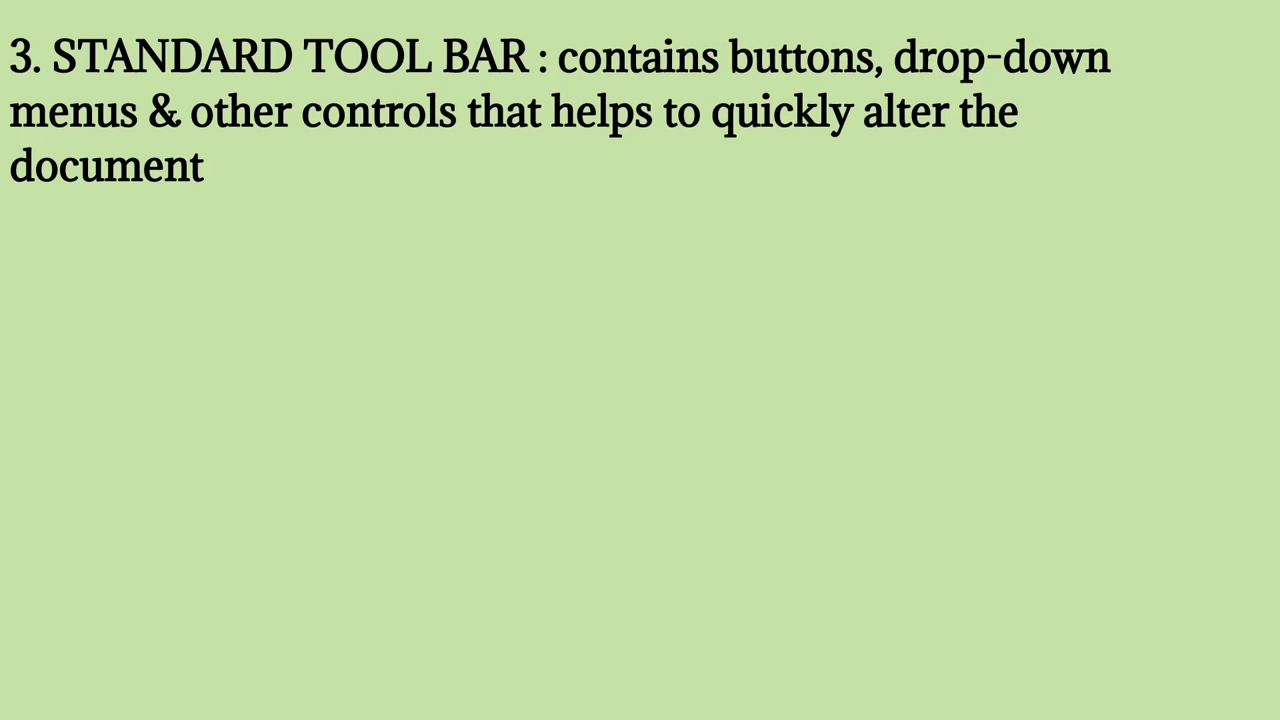 3. STANDARD TOOL BAR : contains buttons, drop-down
menus & other controls that helps to quickly alter the
document